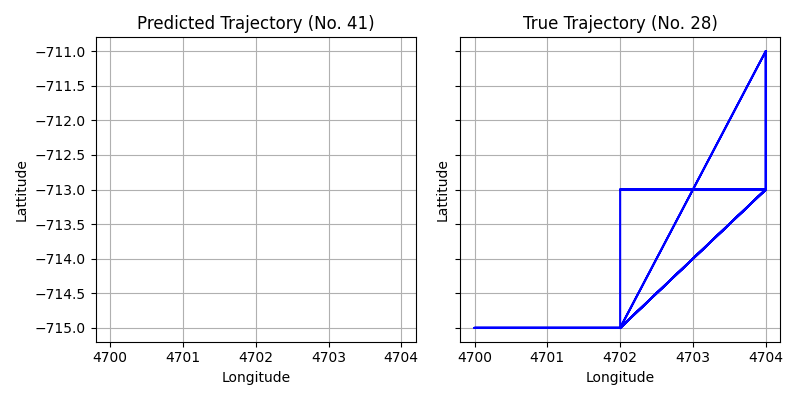 Predicted Trajectory (No. 41)
True Trajectory (No. 28)
Lattitude
−711.0
−711.5
−712.0
−712.5
−713.0
−713.5
−714.0
−714.5
−715.0
4700 4701 4702 4703 4704
Longitude
Lattitude
4700 4701 4702 4703 4704
Longitude